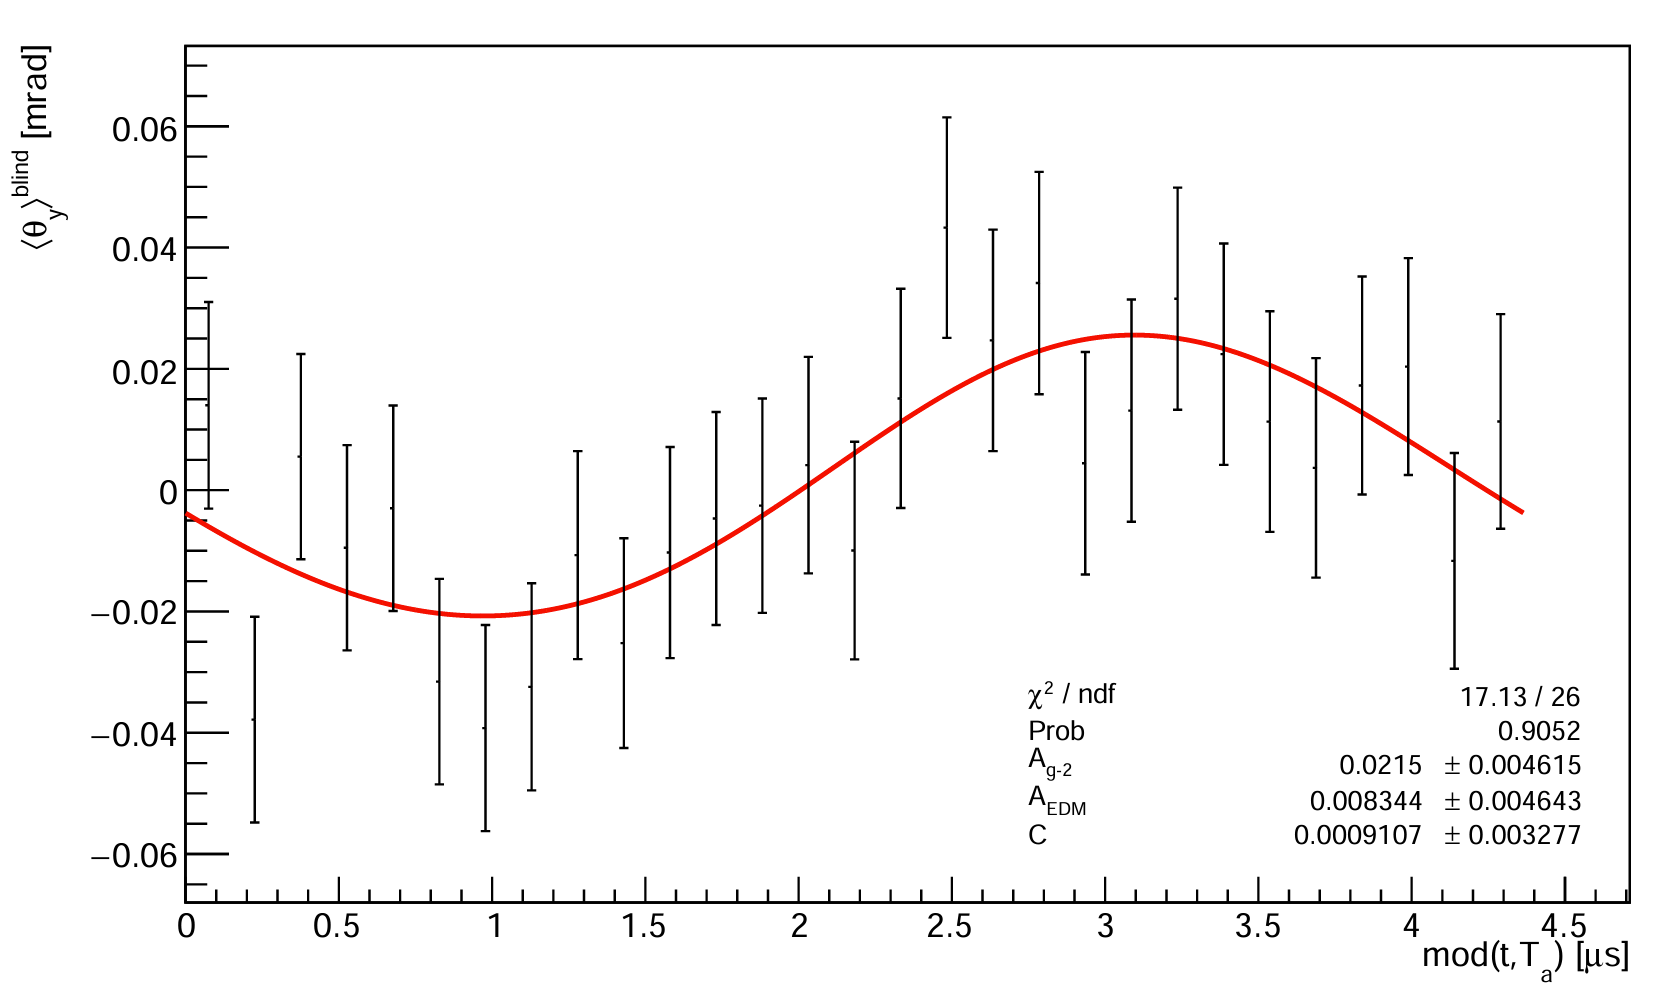 ⟨θy⟩blind [mrad]
0.06
0.04
0.02
0
−0.02
−0.04
−0.06
χ2 / ndf 17.13 / 26
Prob 0.9052
Ag-2 0.0215 ± 0.004615
AEDM 0.008344 ± 0.004643
C 0.0009107 ± 0.003277
0 0.5 1 1.5 2 2.5 3 3.5 4 4.5
mod(t,Ta) [μs]